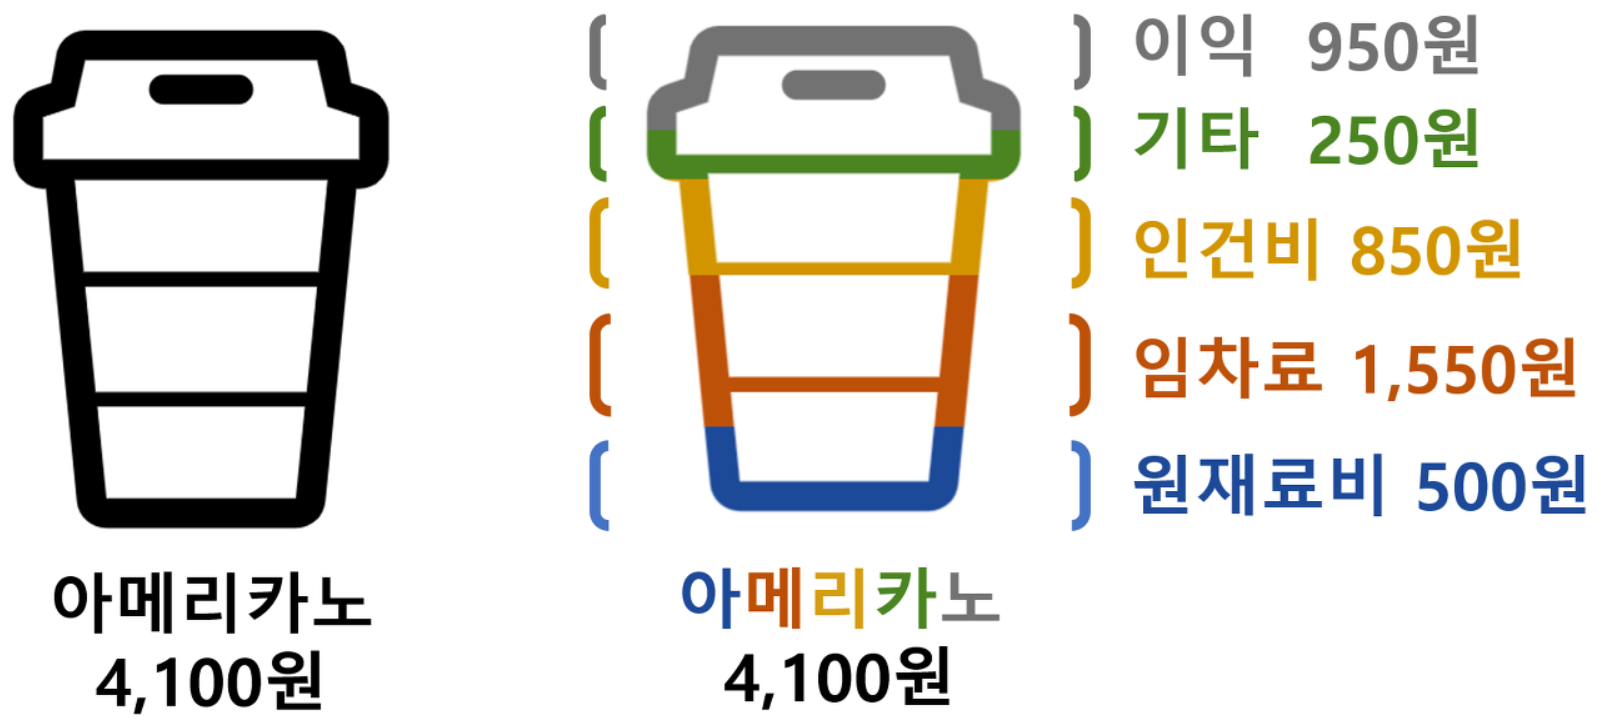 이익 950원
기타 250원
인건비 850원
임차료 1,550원
원재료비 500원
아메리카노
4,100원
아메리카노
4,100원